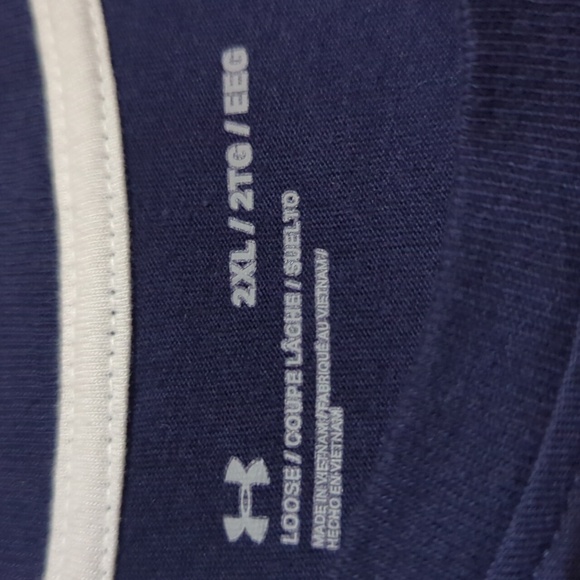 2XL / 2TG / EEG
LOOSE / COUPE LÂCHE / SUELTO
MADE IN VIETNAM / FABRIQUÉ AU VIETNAM /
HECHO EN VIETNAM